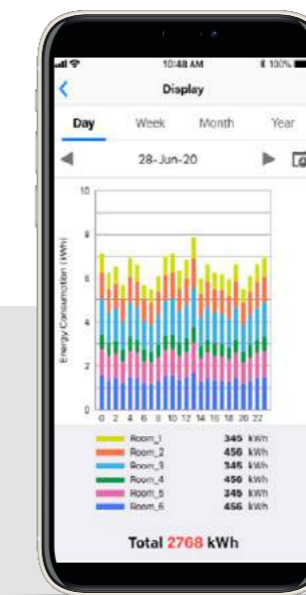 10:48 AM 100%
Display
Day Week Month Year
28-Jun-20
Energy Consumption (kWh)
10
8
6
4
2
0
0 2 4 6 8 10 12 14 16 18 20 22
Room_1 345 kWh
Room_2 456 kWh
Room_3 345 kWh
Room_4 456 kWh
Room_5 345 kWh
Room_6 456 kWh
Total 2768 kWh